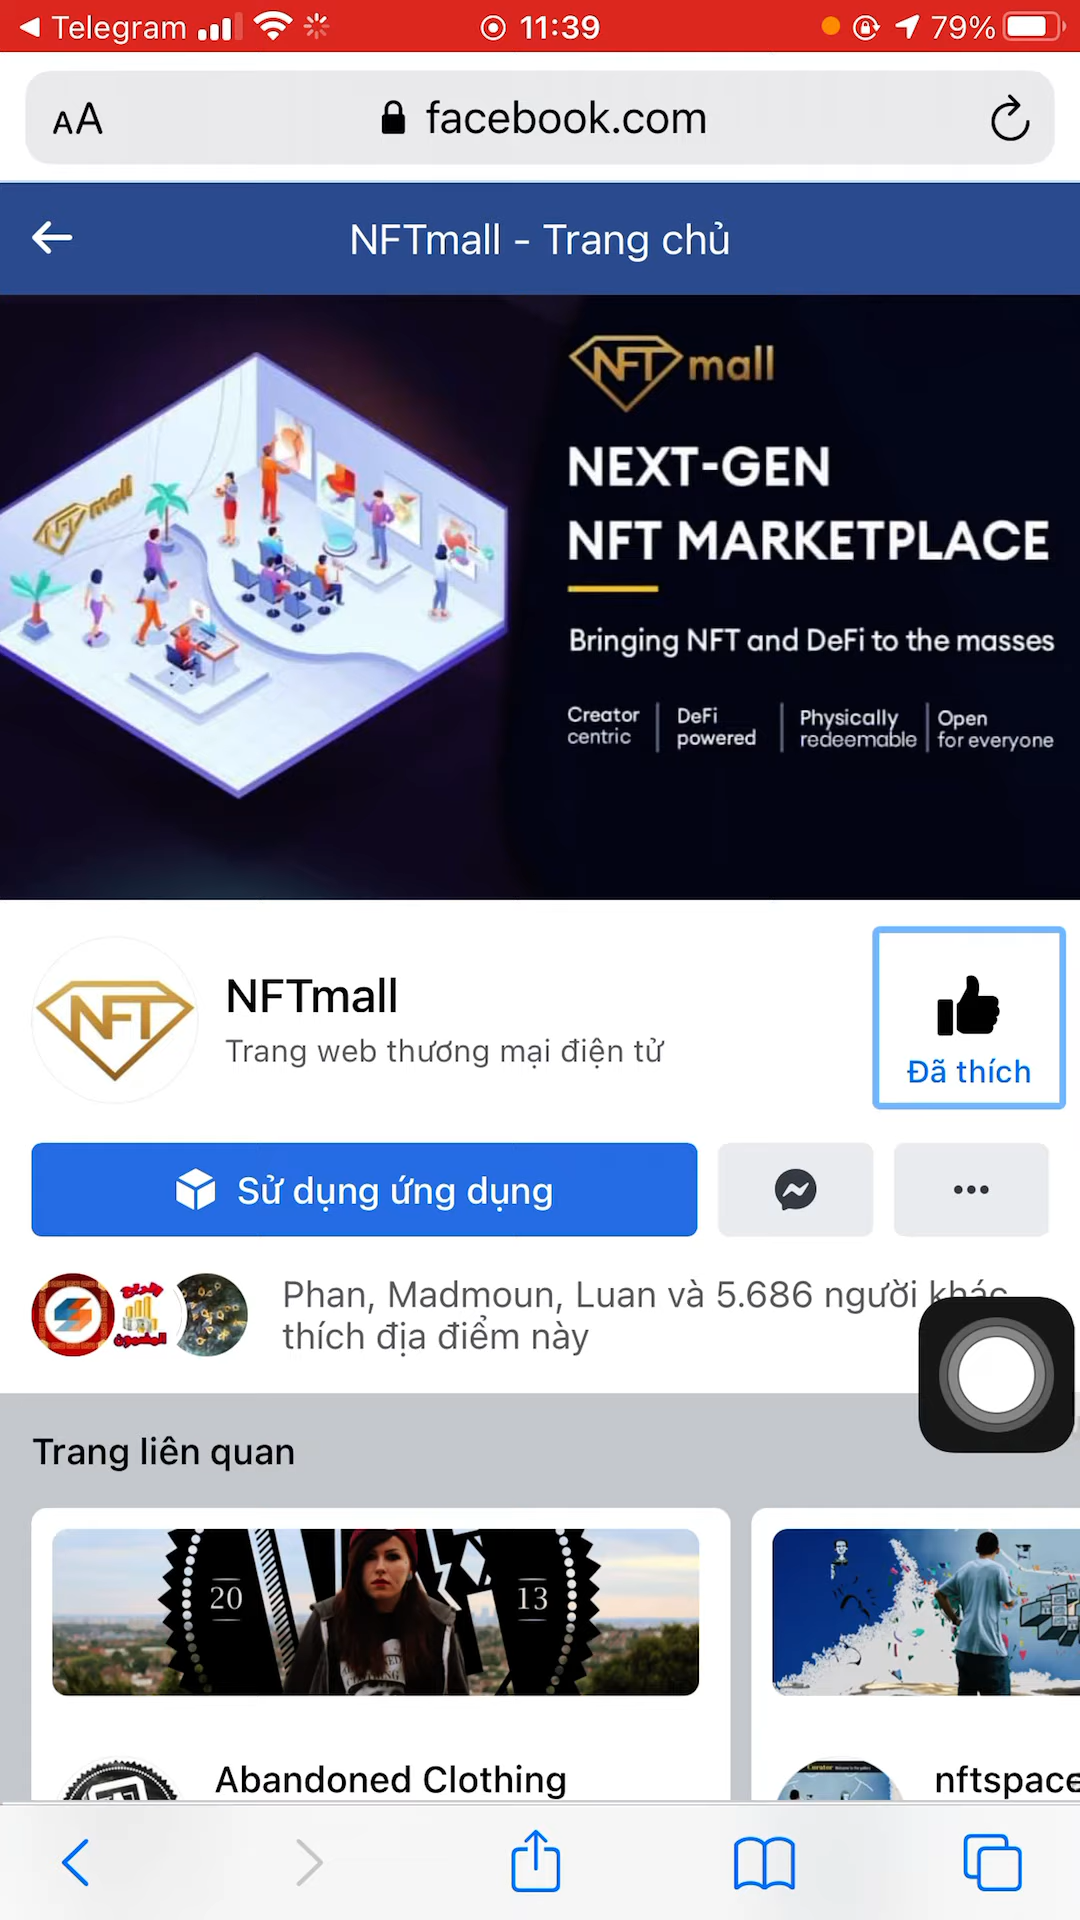 Telegram 11:39 79%
AA facebook.com
NFTmall - Trang chủ
NFT mall
NFT mall
NEXT-GEN
NFT MARKETPLACE
Bringing NFT and DeFi to the masses
Creator centric
DeFi powered
Physically redeemable
Open for everyone
NFT
NFTmall
Trang web thương mại điện tử
Đã thích
Sử dụng ứng dụng
Phan, Madmoun, Luan và 5.686 người khác
thích địa điểm này
Trang liên quan
20 13
Abandoned Clothing
nftspace